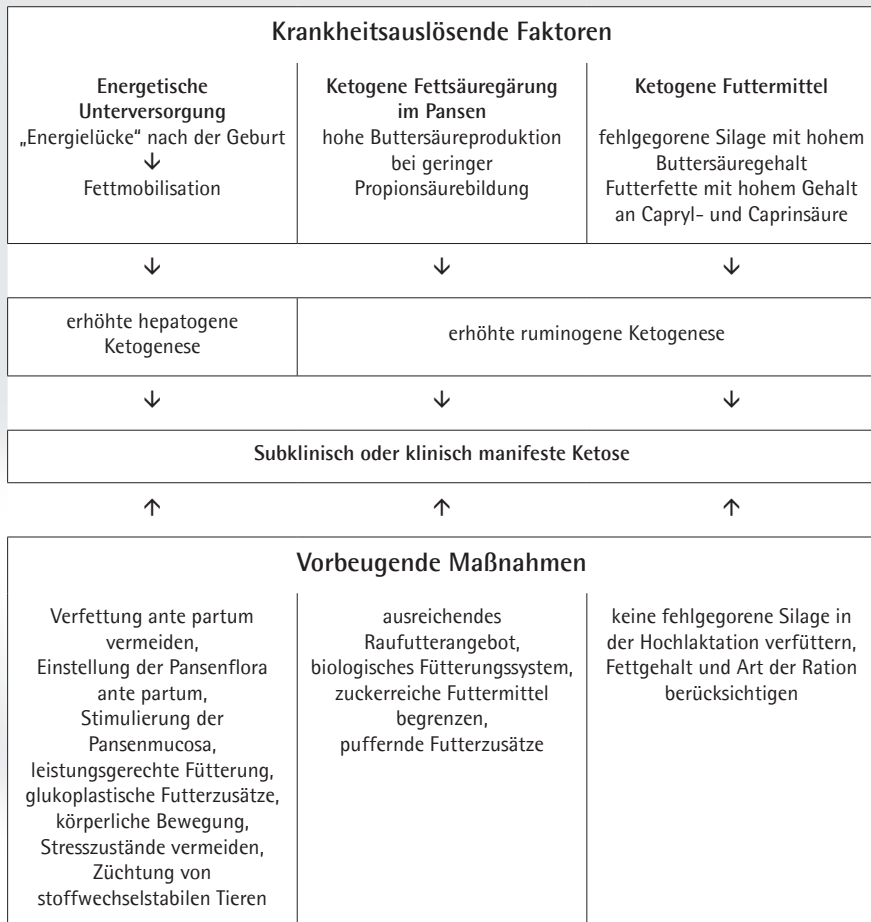 Krankheitsauslösende Faktoren
Energetische
Unterversorgung
„Energielücke" nach der Geburt
↓
Fettmobilisation
Ketogene Fettsäuregärung
im Pansen
hohe Buttersäureproduktion
bei geringer
Propionsäurebildung
Ketogene Futtermittel
fehlgegorene Silage mit hohem
Buttersäuregehalt
Futterfette mit hohem Gehalt
an Capryl- und Caprinsäure
↓ ↓ ↓
erhöhte hepatogene
Ketogenese
erhöhte ruminogene Ketogenese
↓ ↓ ↓
Subklinisch oder klinisch manifeste Ketose
↑ ↑ ↑
Vorbeugende Maßnahmen
Verfettung ante partum
vermeiden,
Einstellung der Pansenflora
ante partum,
Stimulierung der
Pansenmucosa,
leistungsgerechte Fütterung,
glukoplastische Futterzusätze,
körperliche Bewegung,
Stresszustände vermeiden,
Züchtung von
stoffwechselstabilen Tieren
ausreichendes
Raufutterangebot,
biologisches Fütterungssystem,
zuckerreiche Futtermittel
begrenzen,
puffernde Futterzusätze
keine fehlgegorene Silage in
der Hochlaktation verfüttern,
Fettgehalt und Art der Ration
berücksichtigen